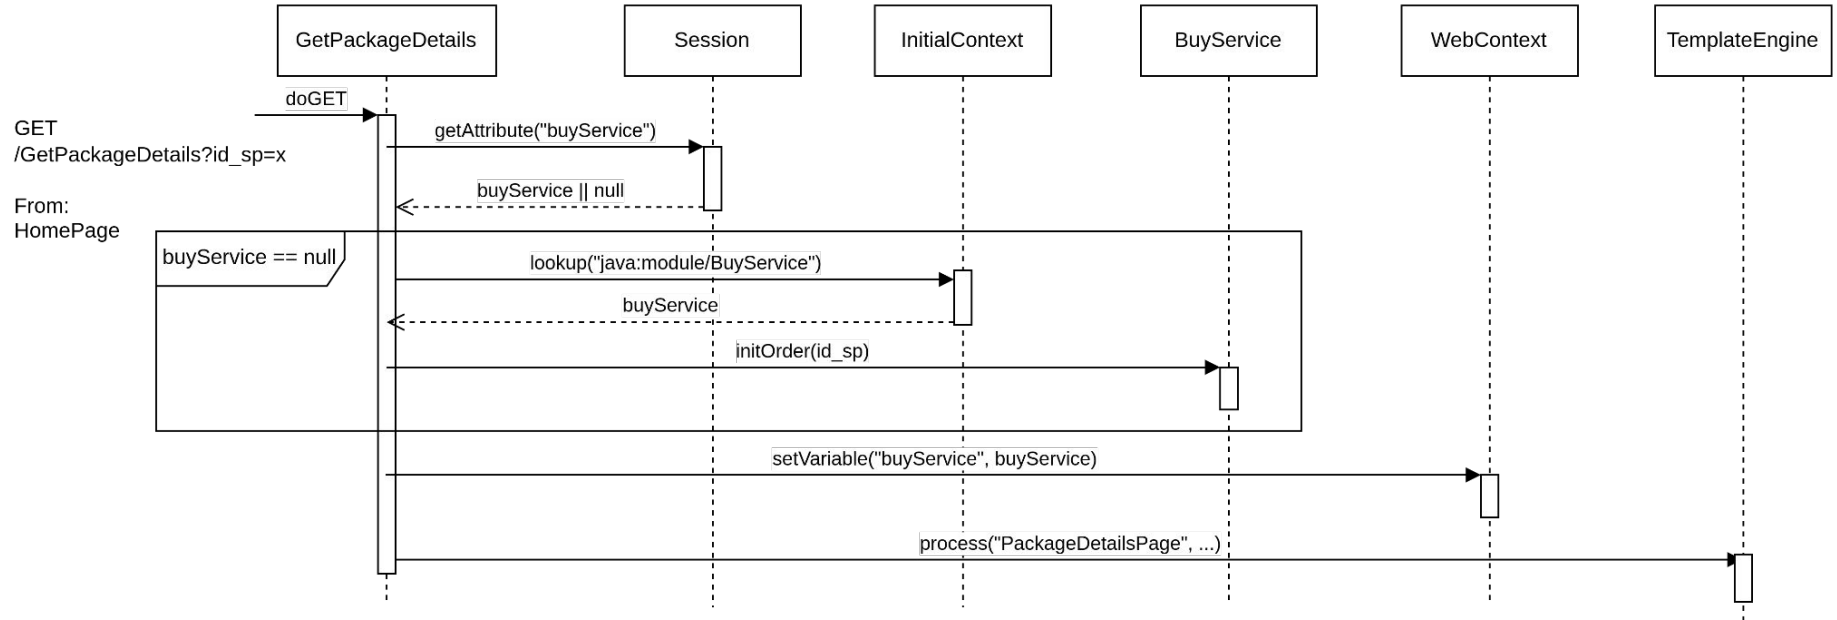 GetPackageDetails
Session
InitialContext
BuyService
WebContext
TemplateEngine
doGET
GET
/GetPackageDetails?id_sp=x
From:
HomePage
getAttribute("buyService")
buyService || null
buyService == null
lookup("java:module/BuyService")
buyService
initOrder(id_sp)
setVariable("buyService", buyService)
process("PackageDetailsPage", ...)